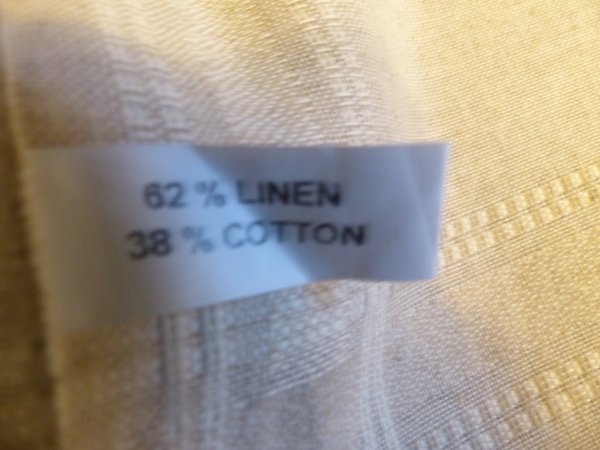 62 % LINEN
38 % COTTON